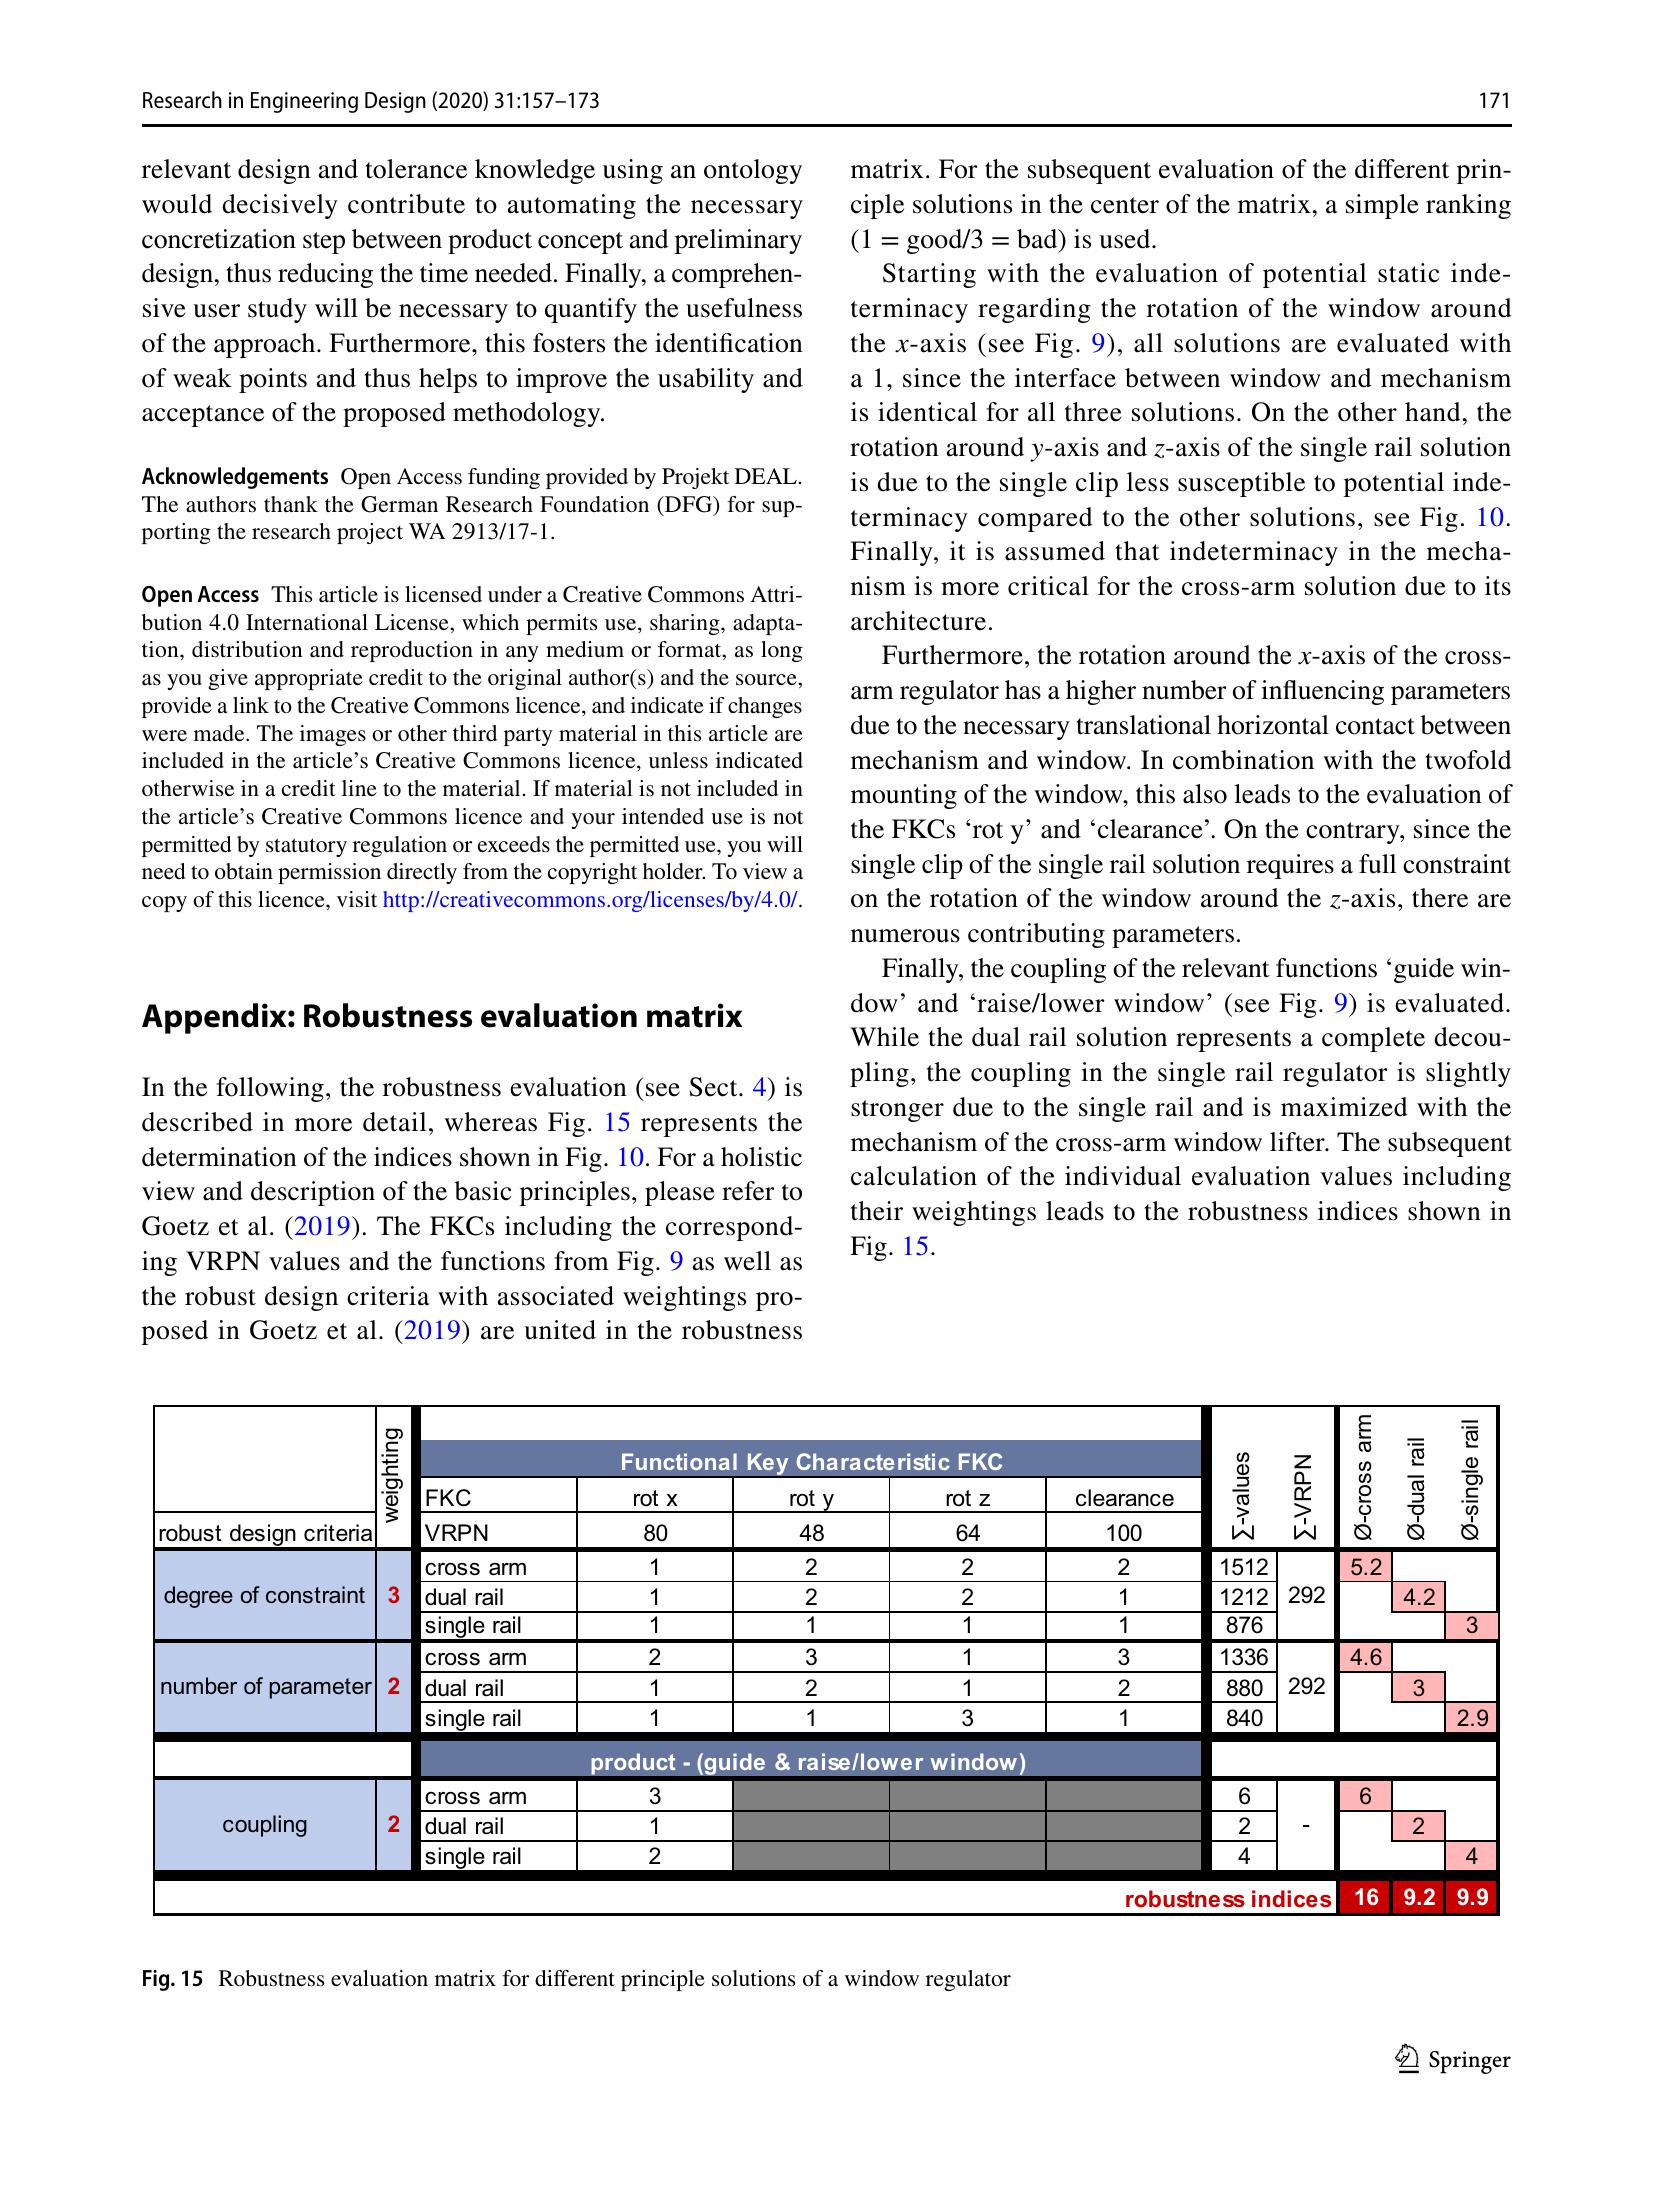 Research in Engineering Design (2020) 31:157–173
171
relevant design and tolerance knowledge using an ontology
would decisively contribute to automating the necessary
concretization step between product concept and preliminary
design, thus reducing the time needed. Finally, a comprehen-
sive user study will be necessary to quantify the usefulness
of the approach. Furthermore, this fosters the identification
of weak points and thus helps to improve the usability and
acceptance of the proposed methodology.
Acknowledgements Open Access funding provided by Projekt DEAL.
The authors thank the German Research Foundation (DFG) for sup-
porting the research project WA 2913/17-1.
Open Access This article is licensed under a Creative Commons Attri-
bution 4.0 International License, which permits use, sharing, adapta-
tion, distribution and reproduction in any medium or format, as long
as you give appropriate credit to the original author(s) and the source,
provide a link to the Creative Commons licence, and indicate if changes
were made. The images or other third party material in this article are
included in the article's Creative Commons licence, unless indicated
otherwise in a credit line to the material. If material is not included in
the article's Creative Commons licence and your intended use is not
permitted by statutory regulation or exceeds the permitted use, you will
need to obtain permission directly from the copyright holder. To view a
copy of this licence, visit http://creativecommons.org/licenses/by/4.0/.
Appendix: Robustness evaluation matrix
In the following, the robustness evaluation (see Sect. 4) is
described in more detail, whereas Fig. 15 represents the
determination of the indices shown in Fig. 10. For a holistic
view and description of the basic principles, please refer to
Goetz et al. (2019). The FKCs including the correspond-
ing VRPN values and the functions from Fig. 9 as well as
the robust design criteria with associated weightings pro-
posed in Goetz et al. (2019) are united in the robustness
matrix. For the subsequent evaluation of the different prin-
ciple solutions in the center of the matrix, a simple ranking
(1 = good/3 = bad) is used.
Starting with the evaluation of potential static inde-
terminacy regarding the rotation of the window around
the x-axis (see Fig. 9), all solutions are evaluated with
a 1, since the interface between window and mechanism
is identical for all three solutions. On the other hand, the
rotation around y-axis and z-axis of the single rail solution
is due to the single clip less susceptible to potential inde-
terminacy compared to the other solutions, see Fig. 10.
Finally, it is assumed that indeterminacy in the mecha-
nism is more critical for the cross-arm solution due to its
architecture.
Furthermore, the rotation around the x-axis of the cross-
arm regulator has a higher number of influencing parameters
due to the necessary translational horizontal contact between
mechanism and window. In combination with the twofold
mounting of the window, this also leads to the evaluation of
the FKCs 'rot y' and 'clearance'. On the contrary, since the
single clip of the single rail solution requires a full constraint
on the rotation of the window around the z-axis, there are
numerous contributing parameters.
Finally, the coupling of the relevant functions 'guide win-
dow' and 'raise/lower window' (see Fig. 9) is evaluated.
While the dual rail solution represents a complete decou-
pling, the coupling in the single rail regulator is slightly
stronger due to the single rail and is maximized with the
mechanism of the cross-arm window lifter. The subsequent
calculation of the individual evaluation values including
their weightings leads to the robustness indices shown in
Fig. 15.
weighting Functional Key Characteristic FKC Σ-values Σ-VRPN Ø-cross arm Ø-dual rail Ø-single rail
FKC rot x rot y rot z clearance
robust design criteria VRPN 80 48 64 100
cross arm 1 2 2 2 1512 5.2
degree of constraint 3 dual rail 1 2 2 1 1212 292 4.2
single rail 1 1 1 1 876 3
cross arm 2 3 1 3 1336 4.6
number of parameter 2 dual rail 1 2 1 2 880 292 3
single rail 1 1 3 1 840 2.9
product - (guide & raise/lower window)
cross arm 3 6 6
coupling 2 dual rail 1 2 - 2
single rail 2 4 4
robustness indices 16 9.2 9.9
Fig. 15 Robustness evaluation matrix for different principle solutions of a window regulator
Springer